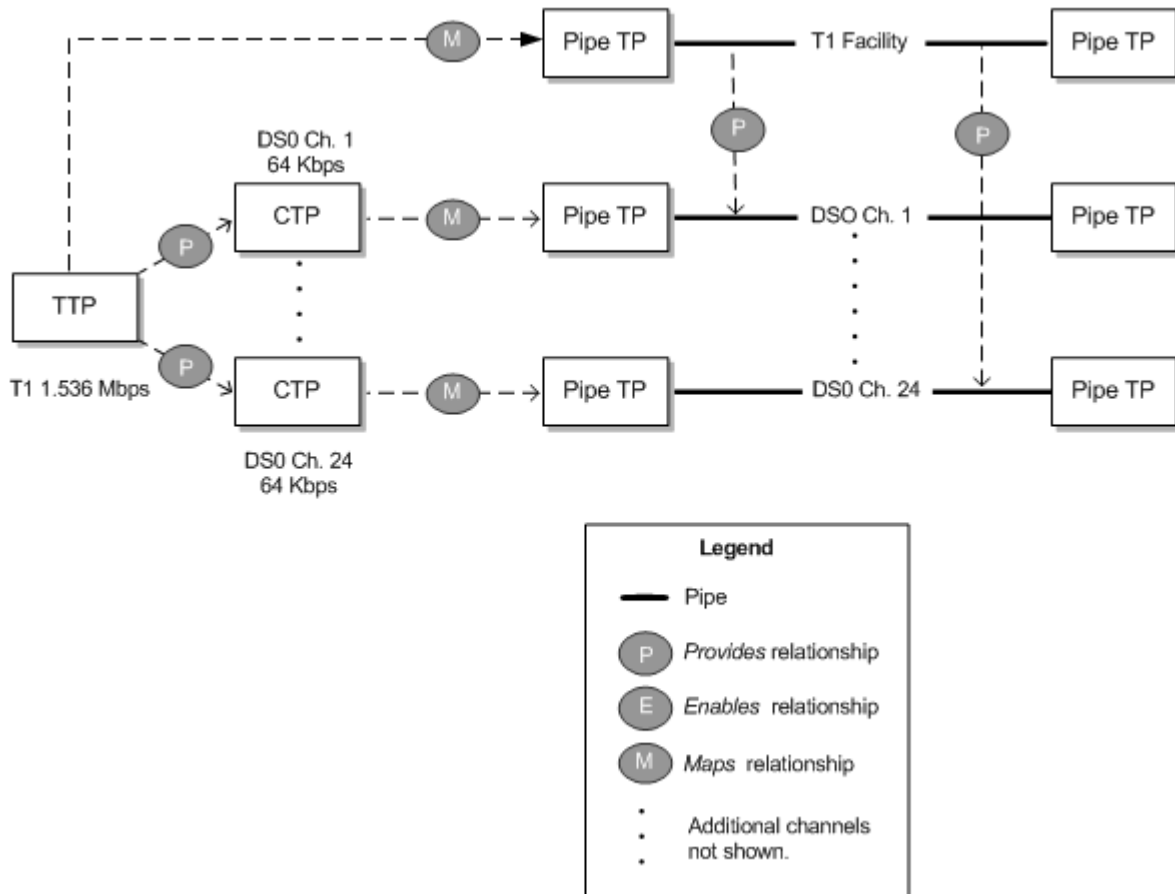 M
Pipe TP
T1 Facility
Pipe TP
P
P
DS0 Ch. 1
64 Kbps
CTP
M
Pipe TP
DSO Ch. 1
Pipe TP
P
TTP
T1 1.536 Mbps
P
CTP
M
Pipe TP
DS0 Ch. 24
Pipe TP
DS0 Ch. 24
64 Kbps
Legend
Pipe
P Provides relationship
E Enables relationship
M Maps relationship
Additional channels
not shown.